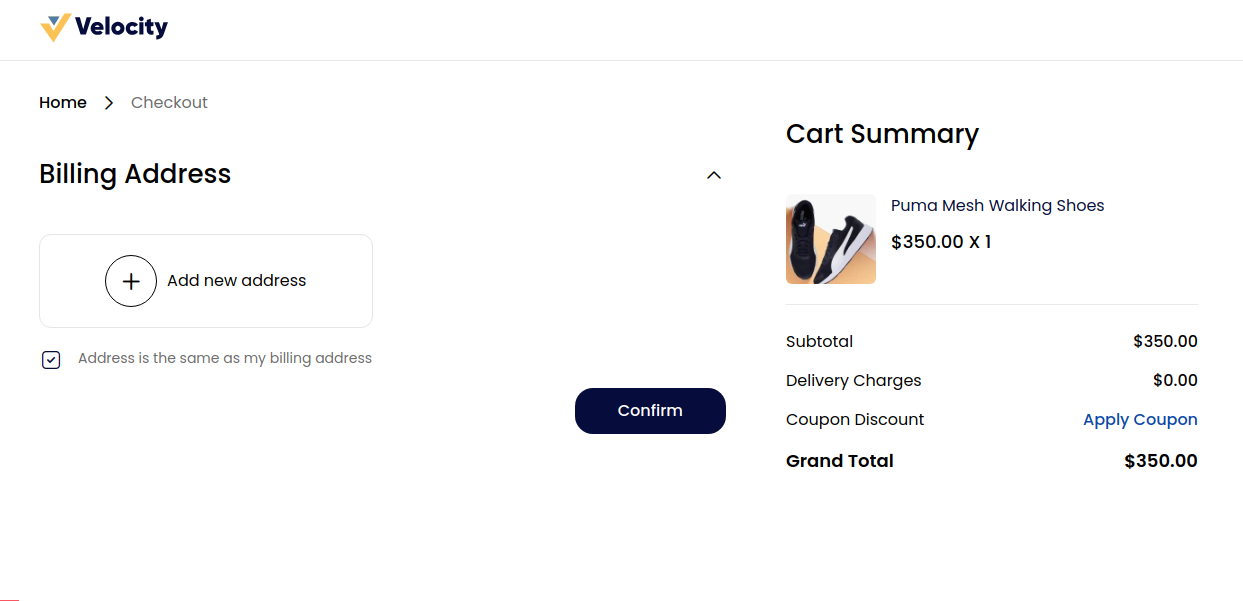 Velocity
Home
Checkout
Billing Address
Add new address
Address is the same as my billing address
Confirm
Cart Summary
Puma Mesh Walking Shoes
$350.00 X 1
Subtotal $350.00
Delivery Charges $0.00
Coupon Discount Apply Coupon
Grand Total $350.00